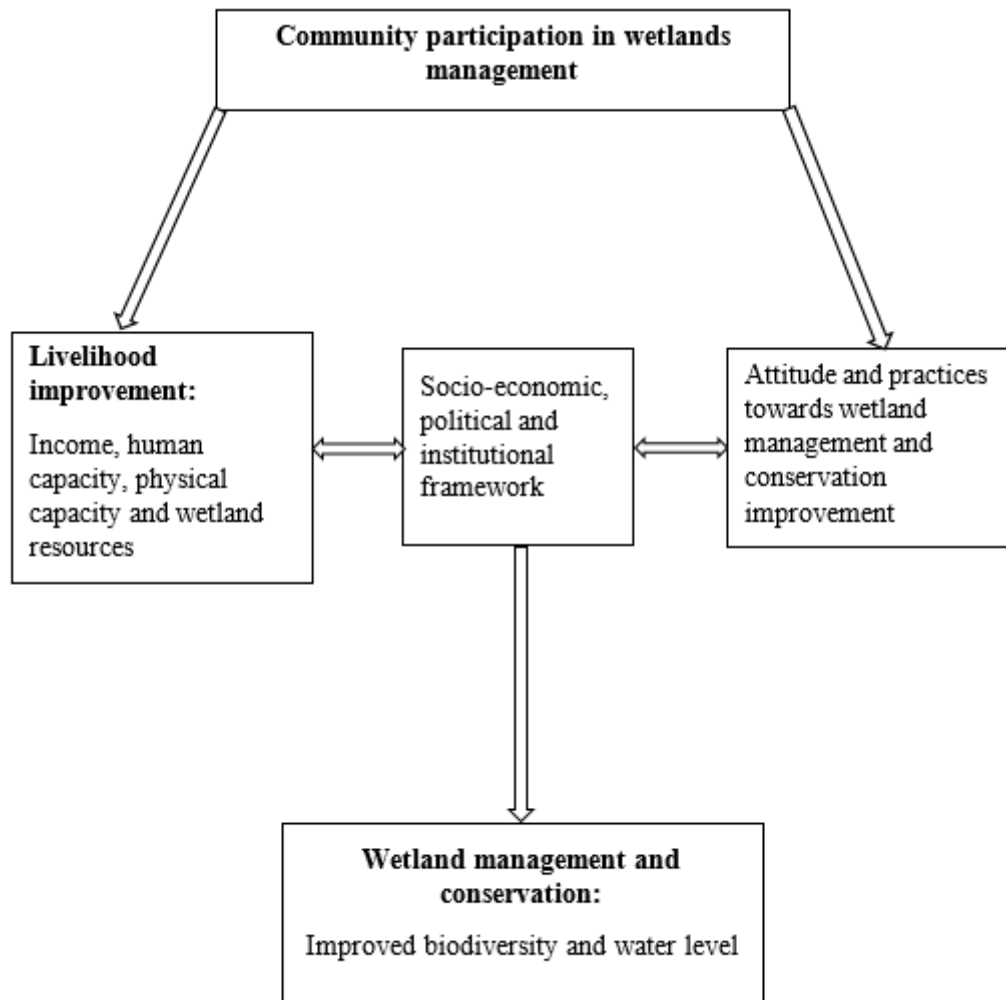 Community participation in wetlands
management
Livelihood
improvement:
Income, human
capacity, physical
capacity and wetland
resources
Socio-economic,
political and
institutional
framework
Attitude and practices
towards wetland
management and
conservation
improvement
Wetland management and
conservation:
Improved biodiversity and water level